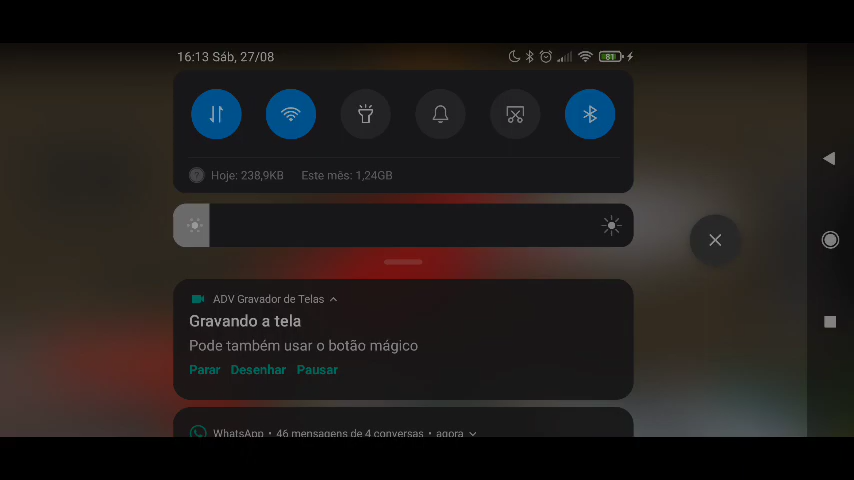 16:13 Sáb, 27/08
81
Hoje: 238,9KB Este mês: 1,24GB
ADV Gravador de Telas
Gravando a tela
Pode também usar o botão mágico
Parar Desenhar Pausar
WhatsApp • 46 mensagens de 4 conversas • agora